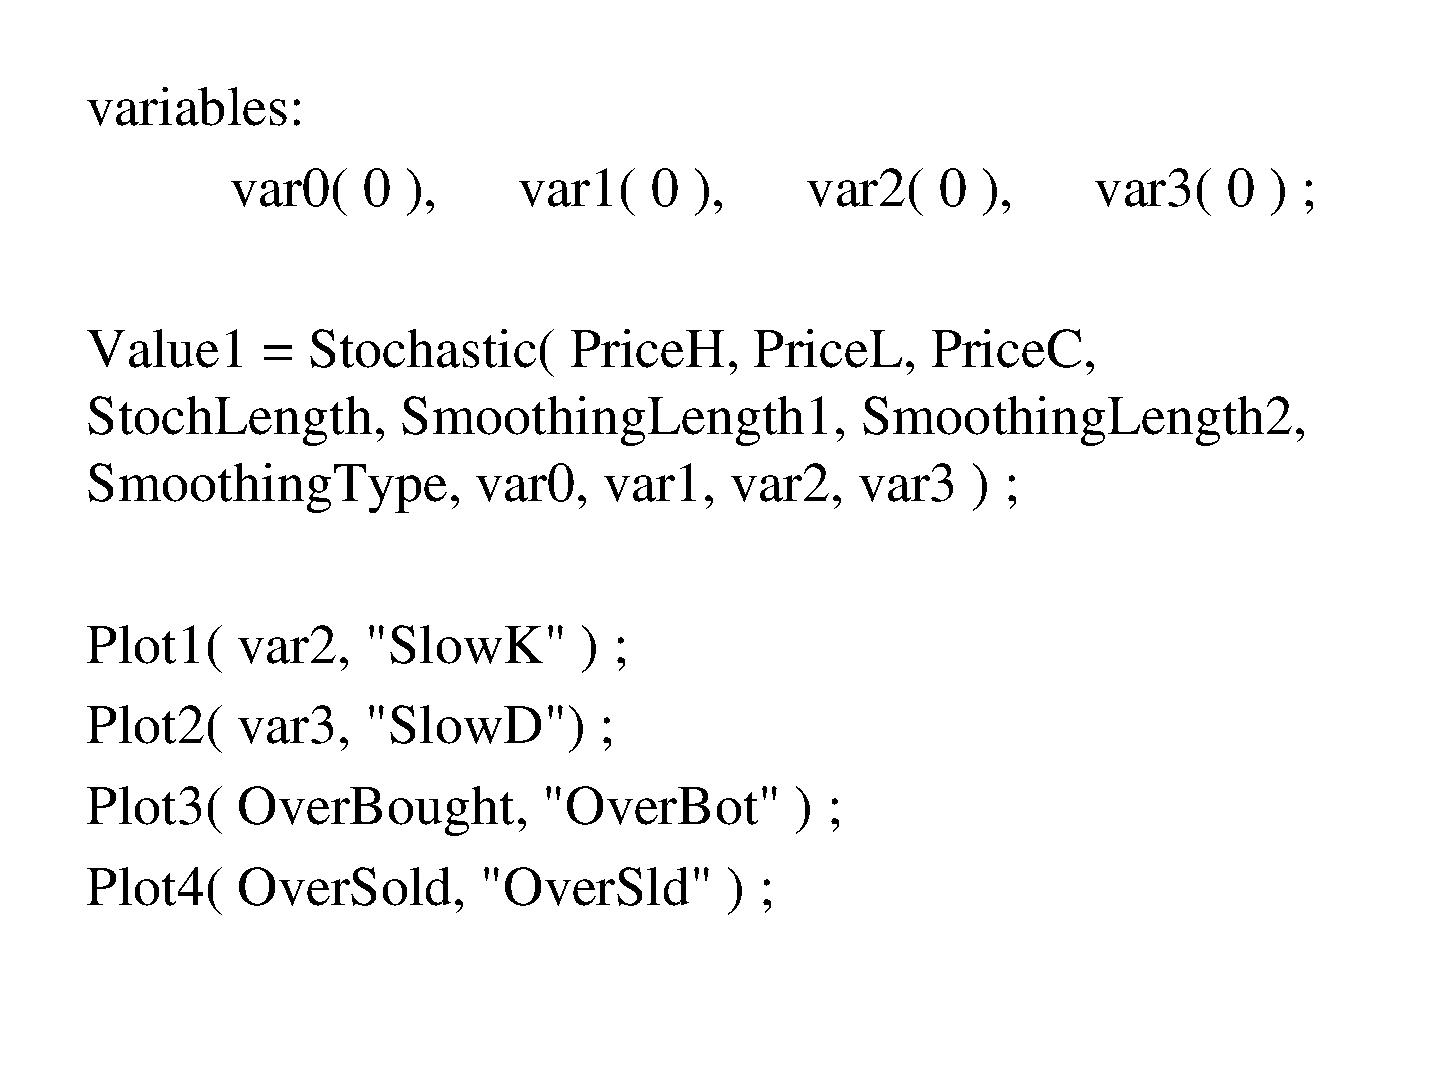 variables:
var0( 0 ), var1( 0 ), var2( 0 ), var3( 0 ) ;
Value1 = Stochastic( PriceH, PriceL, PriceC,
StochLength, SmoothingLength1, SmoothingLength2,
SmoothingType, var0, var1, var2, var3 ) ;
Plot1( var2, "SlowK" ) ;
Plot2( var3, "SlowD") ;
Plot3( OverBought, "OverBot" ) ;
Plot4( OverSold, "OverSld" ) ;